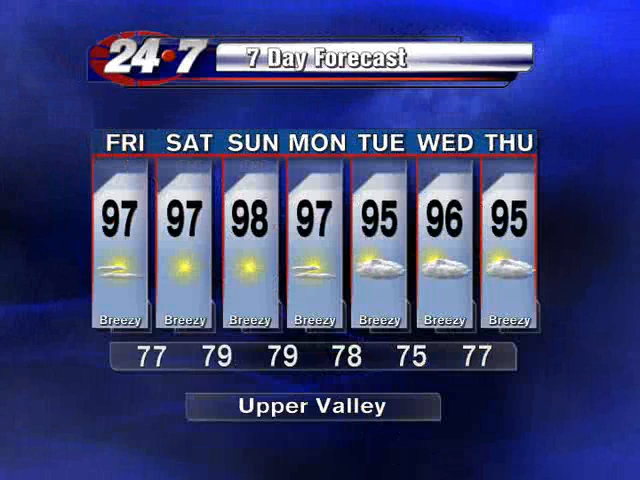 24·7 7 Day Forecast
FRI SAT SUN MON TUE WED THU
97 97 98 97 95 96 95
Breezy Breezy Breezy Breezy Breezy Breezy Breezy
77 79 79 78 75 77
Upper Valley